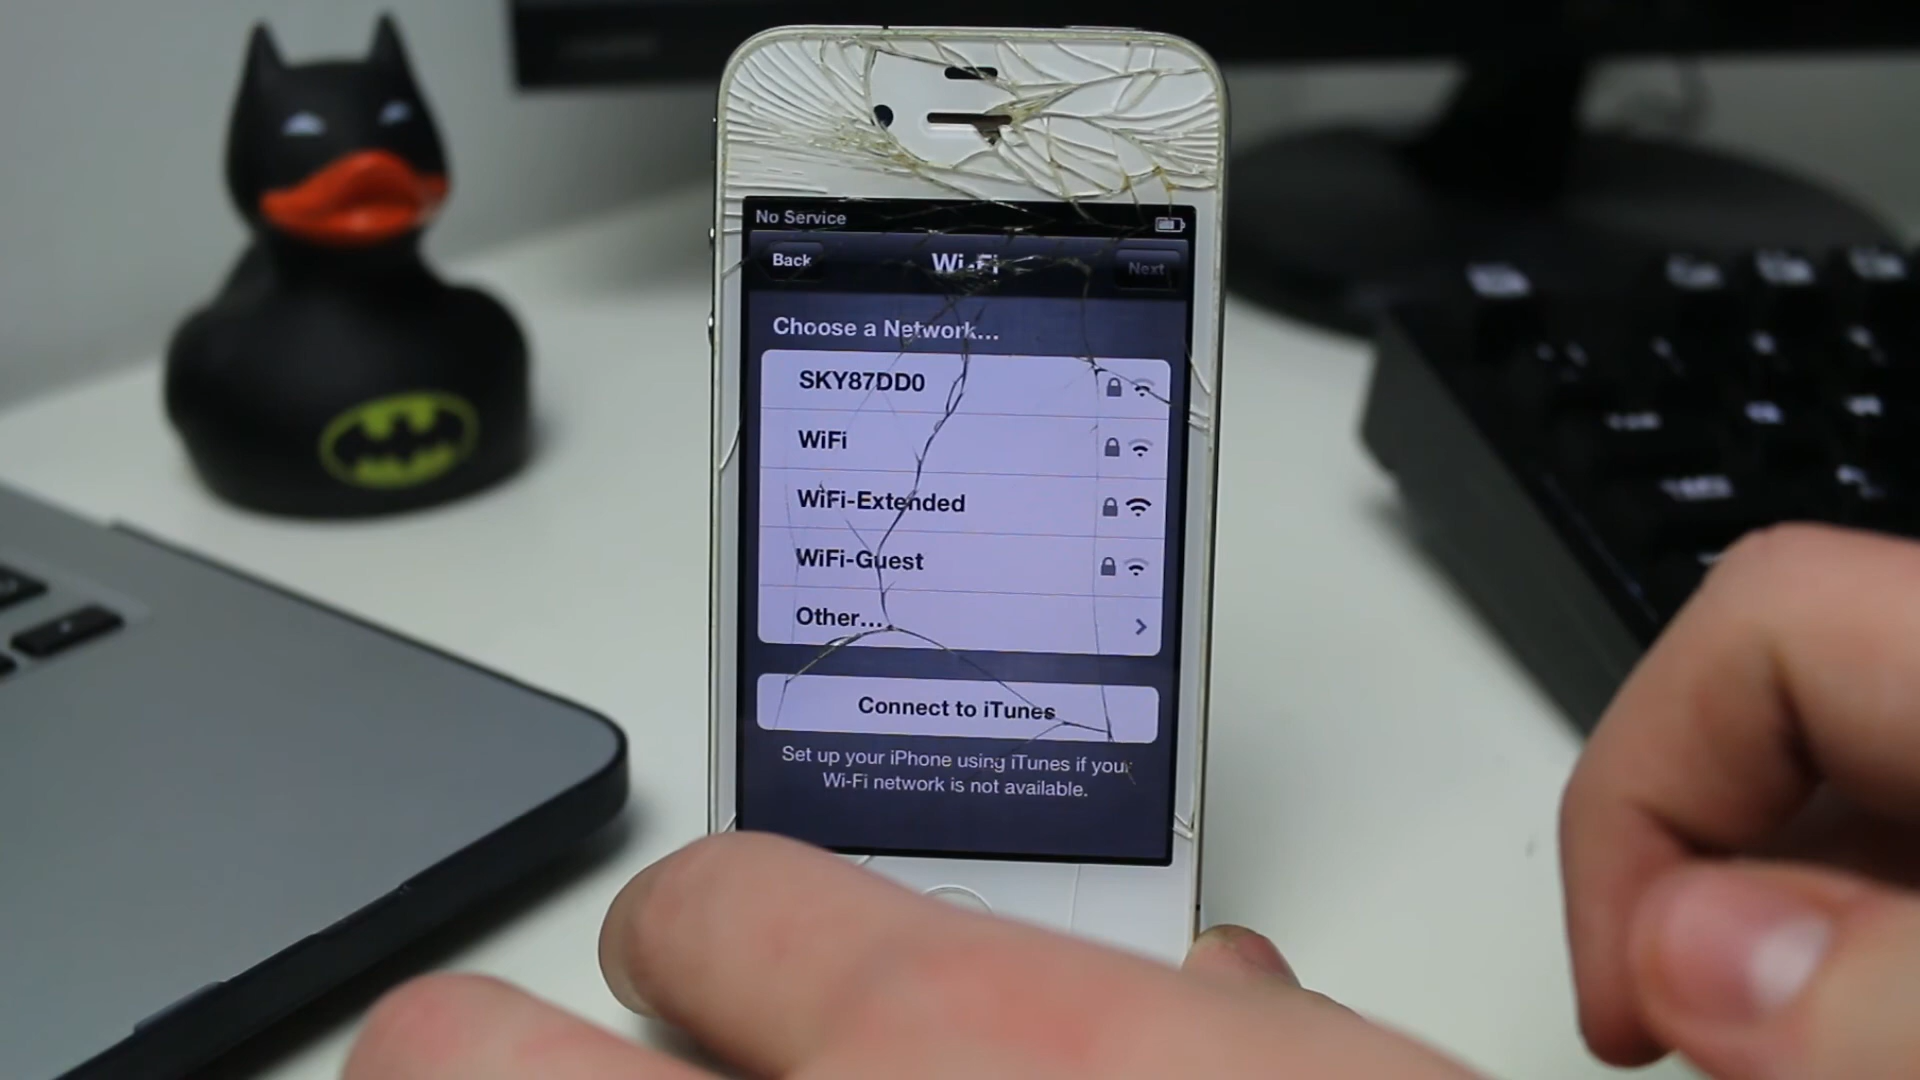 No Service
Back
Wi-Fi
Next
Choose a Network...
SKY87DD0
WiFi
WiFi-Extended
WiFi-Guest
Other...
Connect to iTunes
Set up your iPhone using iTunes if your
Wi-Fi network is not available.